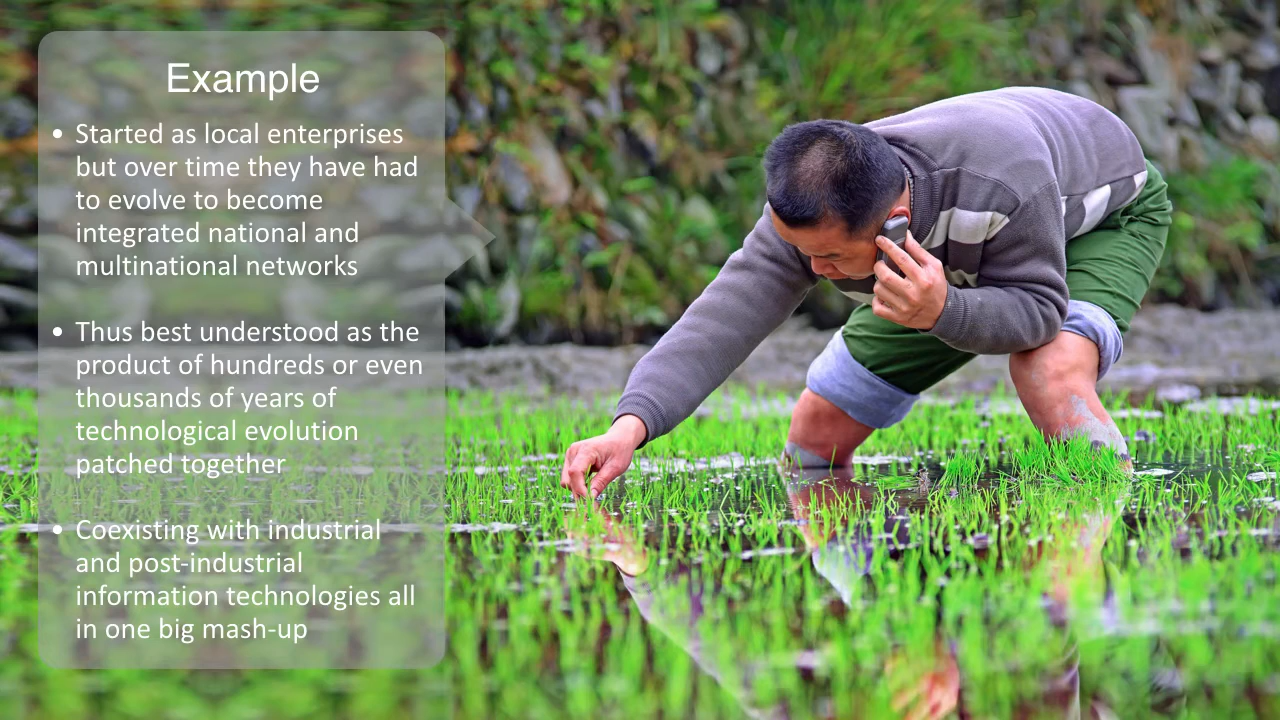 Example
• Started as local enterprises
but over time they have had
to evolve to become
integrated national and
multinational networks
• Thus best understood as the
product of hundreds or even
thousands of years of
technological evolution
patched together
• Coexisting with industrial
and post-industrial
information technologies all
in one big mash-up